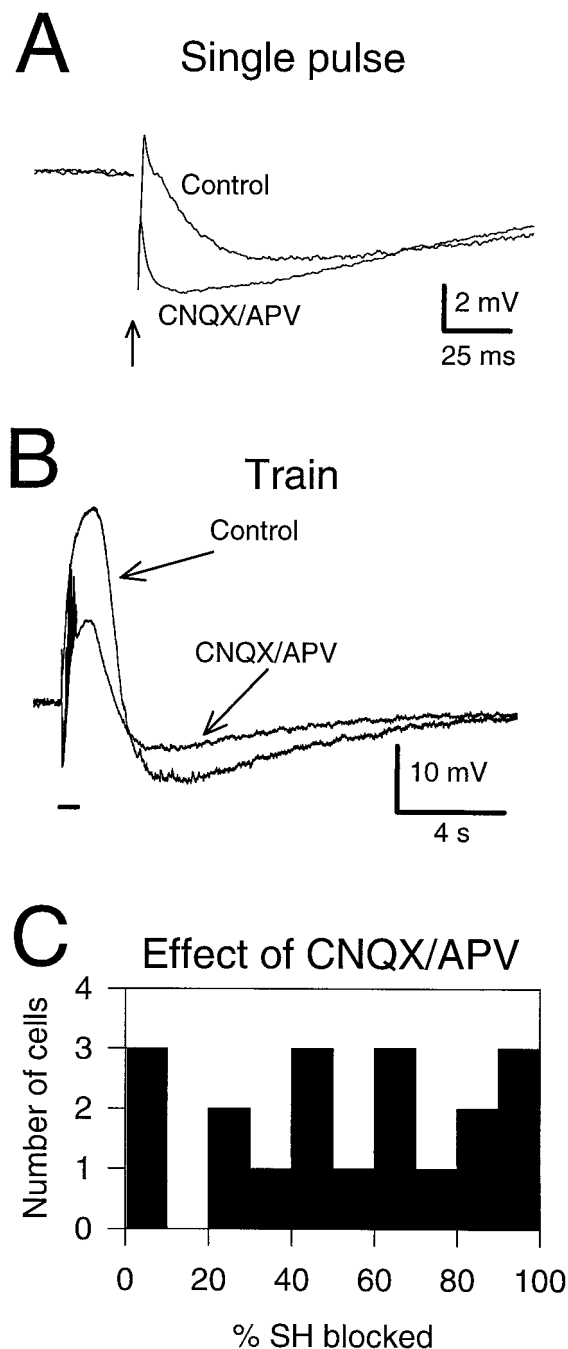 A
Single pulse
Control
CNQX/APV
2 mV
25 ms
B
Train
Control
CNQX/APV
10 mV
4 s
C
Effect of CNQX/APV
Number of cells
4
3
2
1
0
0 20 40 60 80 100
% SH blocked